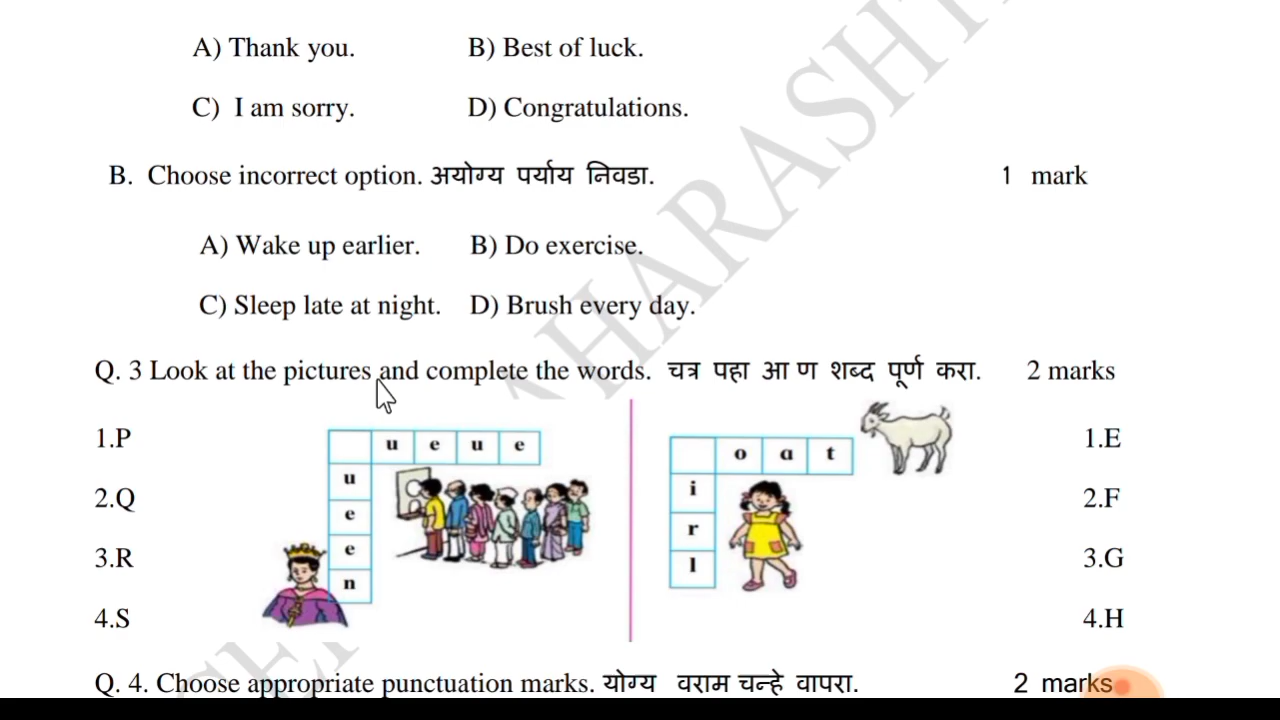 A) Thank you. B) Best of luck.
C) I am sorry. D) Congratulations.
B. Choose incorrect option. अयोग्य पर्याय निवडा. 1 mark
A) Wake up earlier. B) Do exercise.
C) Sleep late at night. D) Brush every day.
Q. 3 Look at the pictures and complete the words. चत्र पहा आ ण शब्द पूर्ण करा. 2 marks
1.P
2.Q
3.R
4.S
u e u e
u
e
e
n
o a t
i
r
l
1.E
2.F
3.G
4.H
Q. 4. Choose appropriate punctuation marks. योग्य वराम चन्हे वापरा. 2 marks